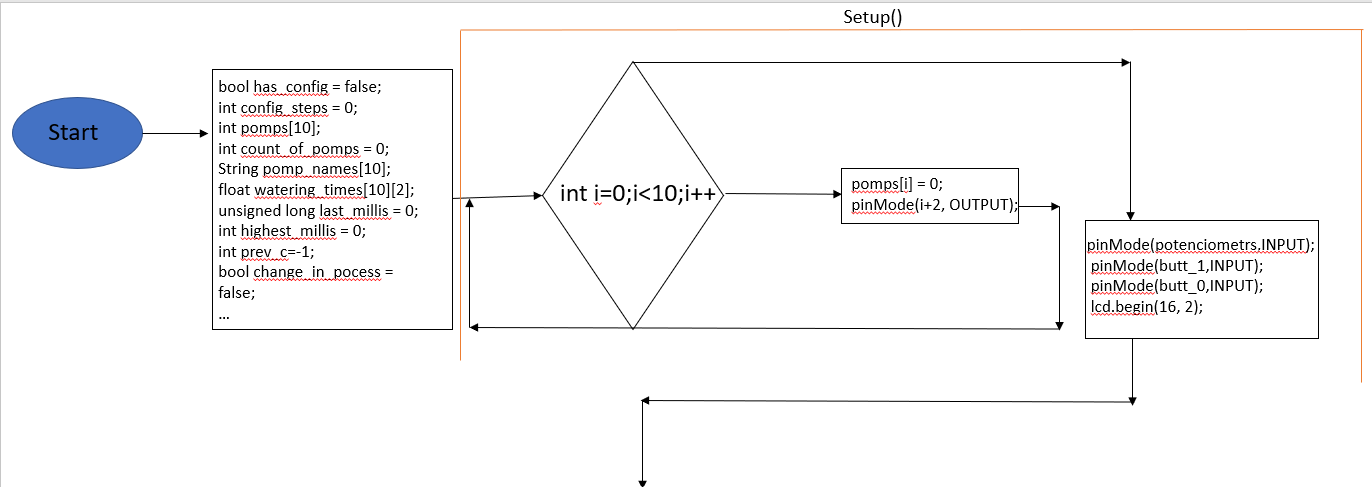 Setup()
Start
bool has_config = false;
int config_steps = 0;
int pomps[10];
int count_of_pomps = 0;
String pomp_names[10];
float watering_times[10][2];
unsigned long last_millis = 0;
int highest_millis = 0;
int prev_c=-1;
bool change_in_pocess =
false;
...
int i=0;i<10;i++
pomps[i] = 0;
pinMode(i+2, OUTPUT);
pinMode(potenciometrs,INPUT);
pinMode(butt_1,INPUT);
pinMode(butt_0,INPUT);
lcd.begin(16, 2);